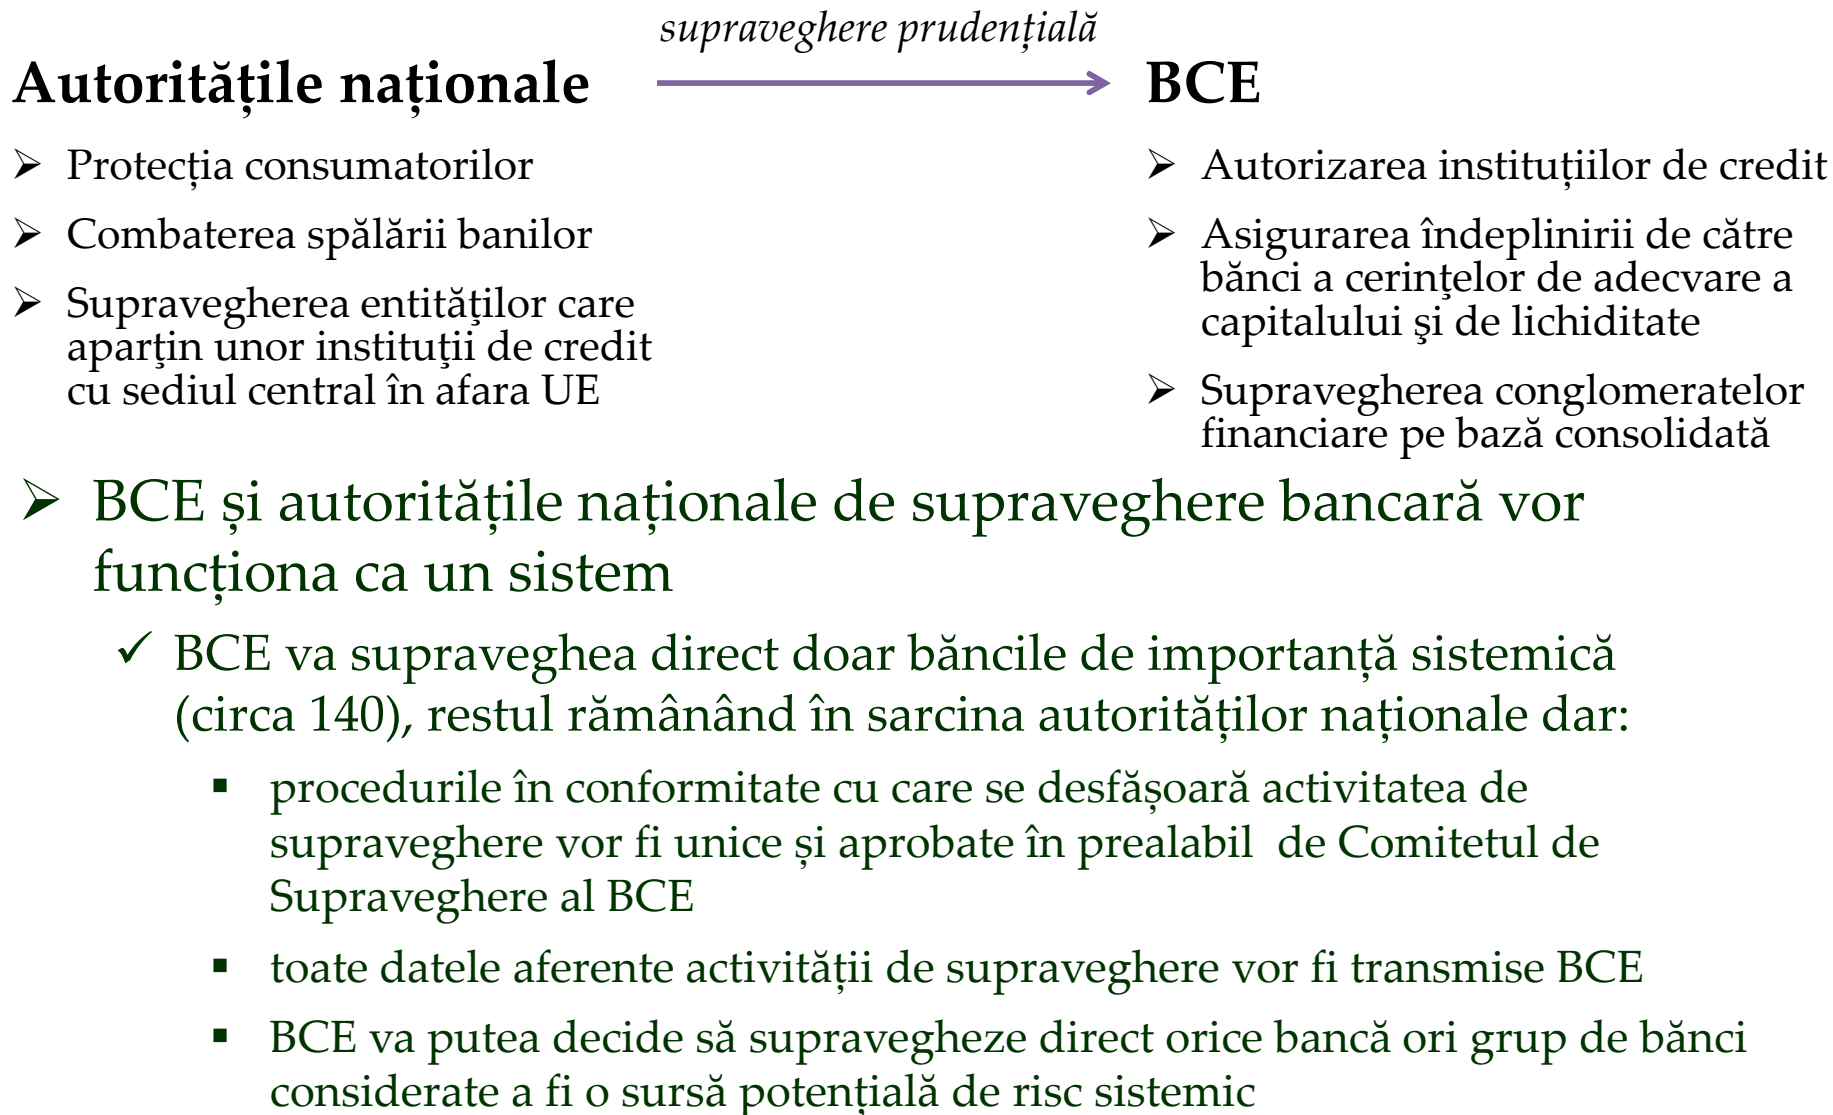 supraveghere prudențială
Autoritățile naționale
BCE
➢ Protecția consumatorilor
➢ Combaterea spălării banilor
➢ Supravegherea entităţilor care
aparţin unor instituţii de credit
cu sediul central în afara UE
➢ Autorizarea instituțiilor de credit
➢ Asigurarea îndeplinirii de către
bănci a cerinţelor de adecvare a
capitalului şi de lichiditate
➢ Supravegherea conglomeratelor
financiare pe bază consolidată
➢ BCE și autoritățile naționale de supraveghere bancară vor
funcționa ca un sistem
✓ BCE va supraveghea direct doar băncile de importanță sistemică
(circa 140), restul rămânând în sarcina autorităților naționale dar:
▪ procedurile în conformitate cu care se desfășoară activitatea de
supraveghere vor fi unice și aprobate în prealabil  de Comitetul de
Supraveghere al BCE
▪ toate datele aferente activității de supraveghere vor fi transmise BCE
▪ BCE va putea decide să supravegheze direct orice bancă ori grup de bănci
considerate a fi o sursă potențială de risc sistemic